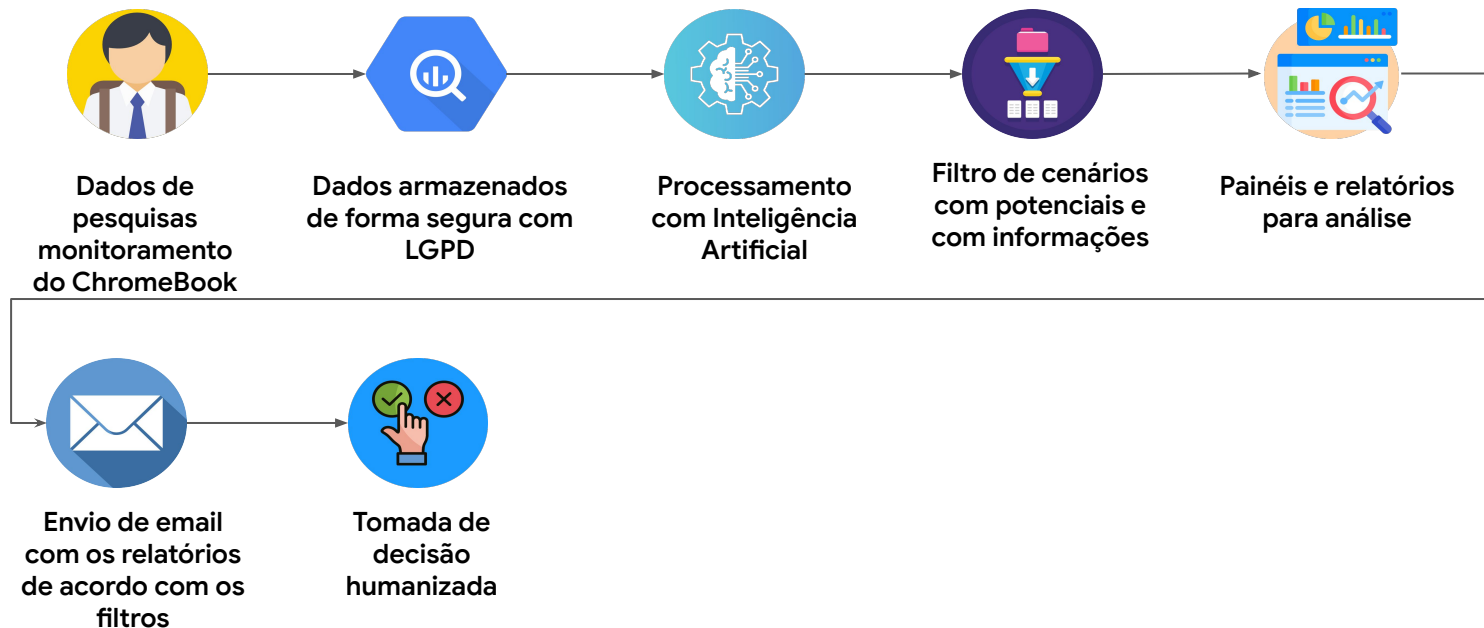 Dados de
pesquisas
monitoramento
do ChromeBook
Dados armazenados
de forma segura com
LGPD
Processamento
com Inteligência
Artificial
Filtro de cenários
com potenciais e
com informações
Painéis e relatórios
para análise
Envio de email
com os relatórios
de acordo com os
filtros
Tomada de
decisão
humanizada